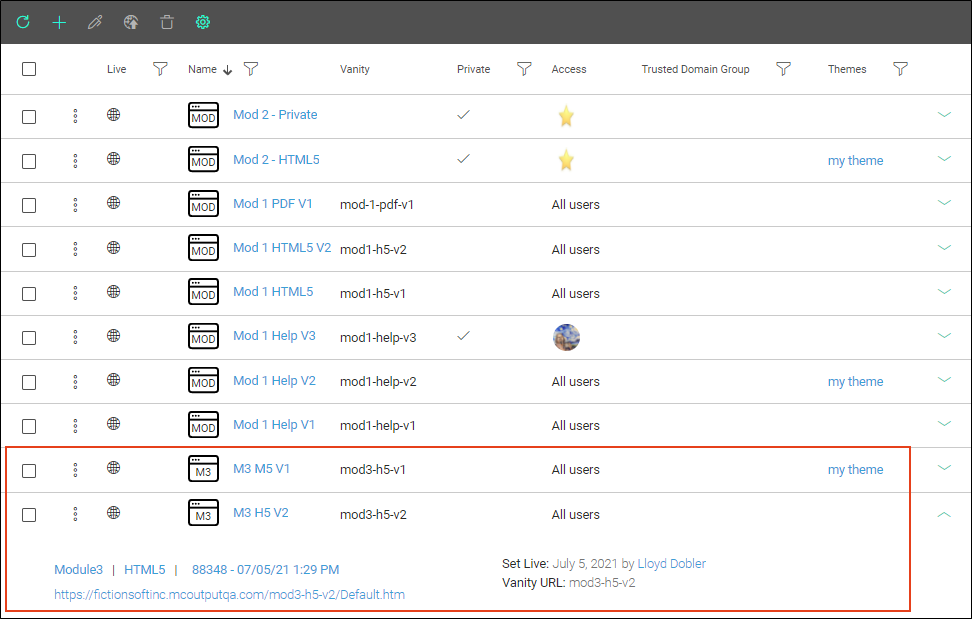 Live Name Vanity Private Access Trusted Domain Group Themes
MOD Mod 2 - Private
MOD Mod 2 - HTML5 my theme
MOD Mod 1 PDF V1 mod-1-pdf-v1 All users
MOD Mod 1 HTML5 V2 mod1-h5-v2 All users
MOD Mod 1 HTML5 mod1-h5-v1 All users
MOD Mod 1 Help V3 mod1-help-v3
MOD Mod 1 Help V2 mod1-help-v2 All users my theme
MOD Mod 1 Help V1 mod1-help-v1 All users
M3 M3 M5 V1 mod3-h5-v1 All users my theme
M3 M3 H5 V2 mod3-h5-v2 All users
Module3 | HTML5 | 88348 - 07/05/21 1:29 PM
https://fictionsoftinc.mcoutputqa.com/mod3-h5-v2/Default.htm
Set Live: July 5, 2021 by Lloyd Dobler
Vanity URL: mod3-h5-v2